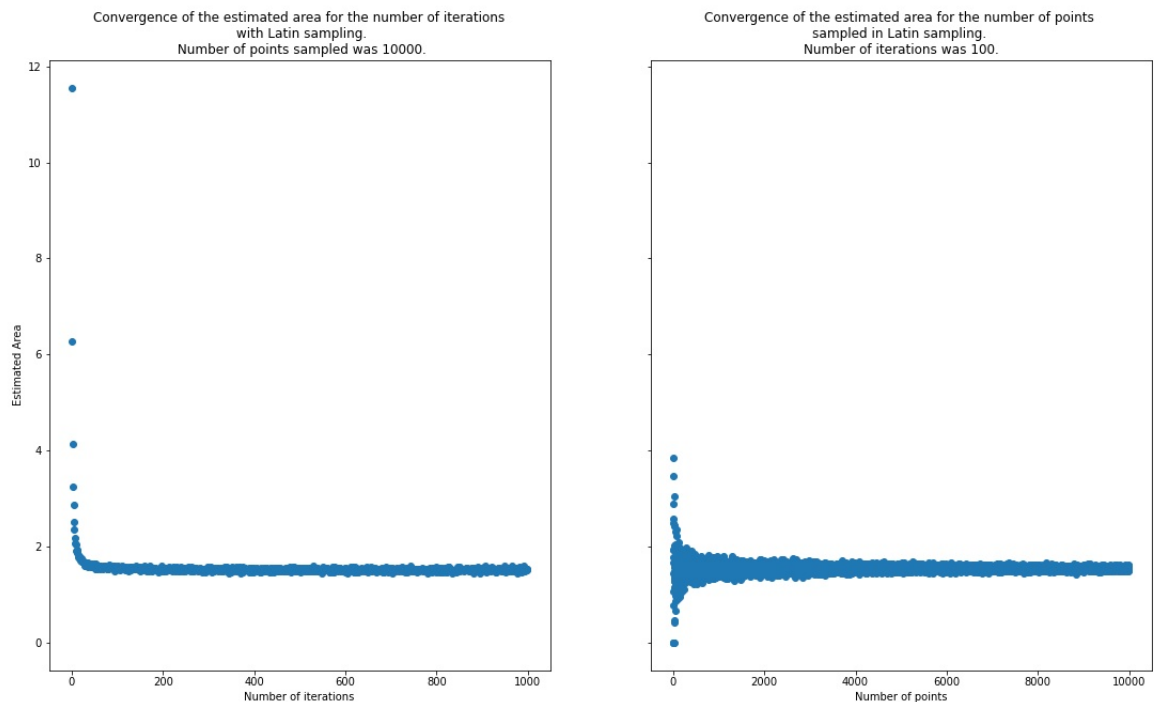 Convergence of the estimated area for the number of iterations
with Latin sampling.
Number of points sampled was 10000.
12
10
8
6
4
2
0
Estimated Area
0 200 400 600 800 1000
Number of iterations
Convergence of the estimated area for the number of points
sampled in Latin sampling.
Number of iterations was 100.
0 2000 4000 6000 8000 10000
Number of points